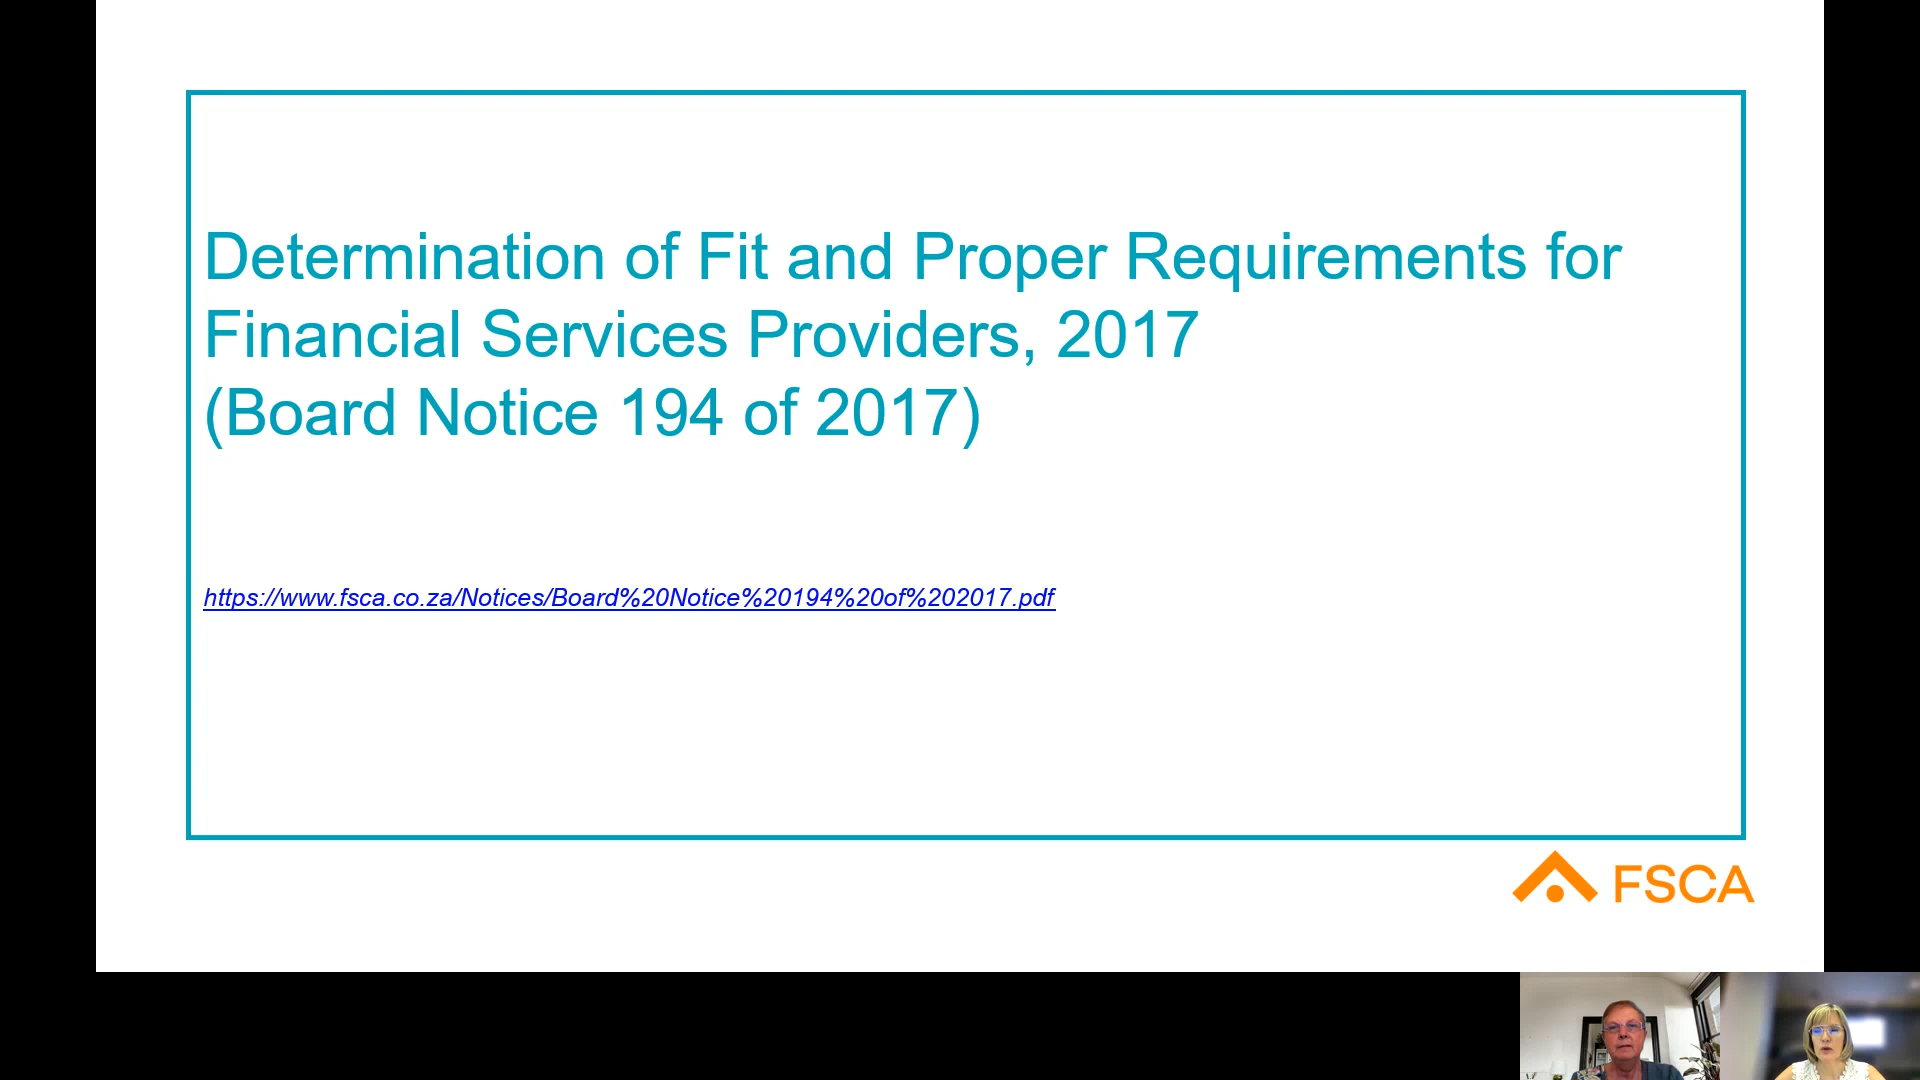 Determination of Fit and Proper Requirements for
Financial Services Providers, 2017
(Board Notice 194 of 2017)
https://www.fsca.co.za/Notices/Board%20Notice%20194%20of%202017.pdf
FSCA